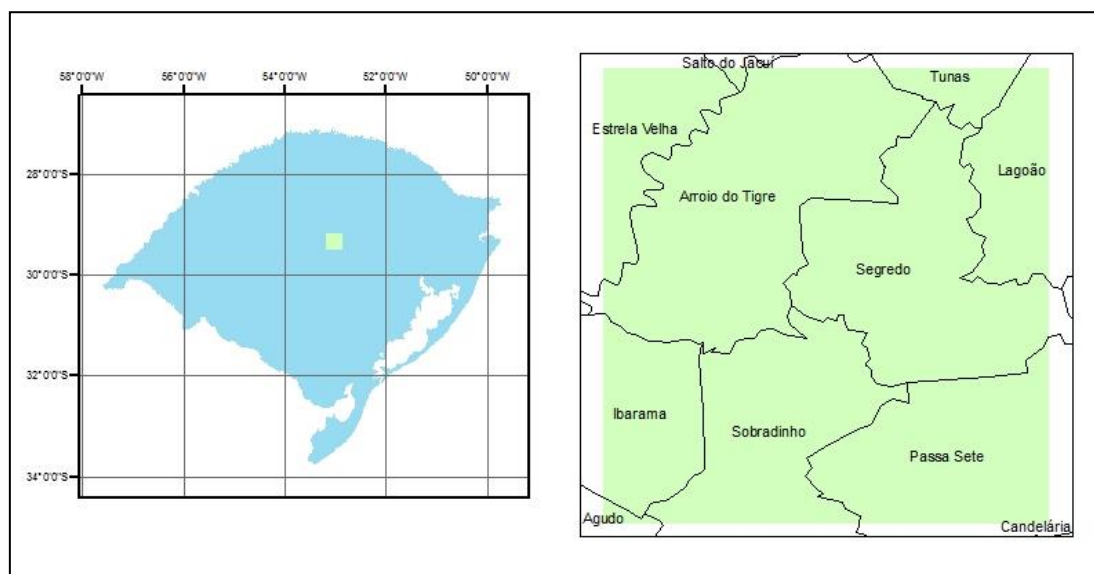 58°0'0"W 56°0'0"W 54°0'0"W 52°0'0"W 50°0'0"W
28°0'0"S
30°0'0"S
32°0'0"S
34°0'0"S
Salto do Jacuí
Tunas
Estrela Velha
Lagoão
Arroio do Tigre
Segredo
Ibarama
Sobradinho
Passa Sete
Agudo
Candelária